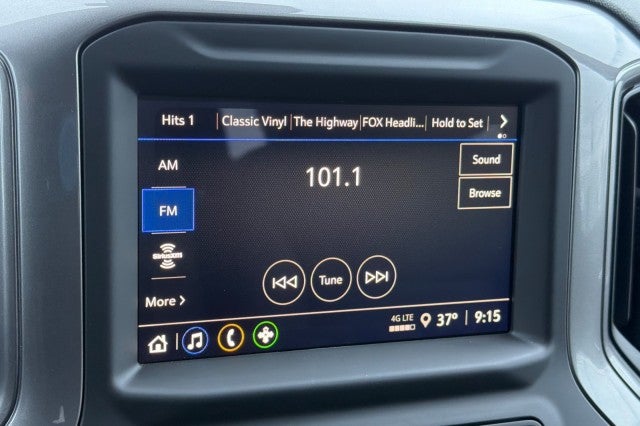 Hits 1 Classic Vinyl The Highway FOX Headli... Hold to Set
AM
101.1
Sound
FM
Browse
SiriusXM
Tune
More
4G LTE
37° 9:15